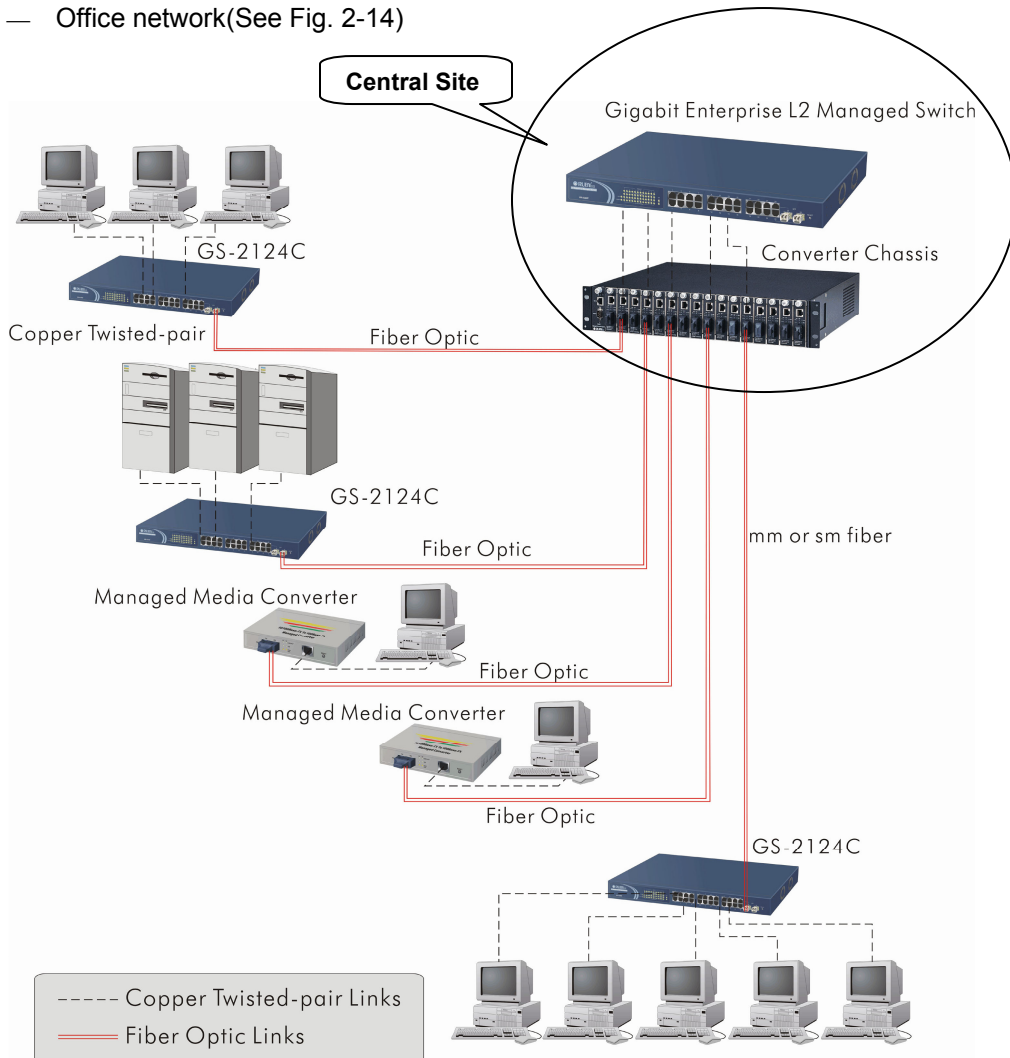 — Office network(See Fig. 2-14)
Central Site
Gigabit Enterprise L2 Managed Switch
GS-2124C
Converter Chassis
Copper Twisted-pair
Fiber Optic
GS-2124C
Fiber Optic
mm or sm fiber
Managed Media Converter
Fiber Optic
Managed Media Converter
Fiber Optic
GS-2124C
Copper Twisted-pair Links
Fiber Optic Links